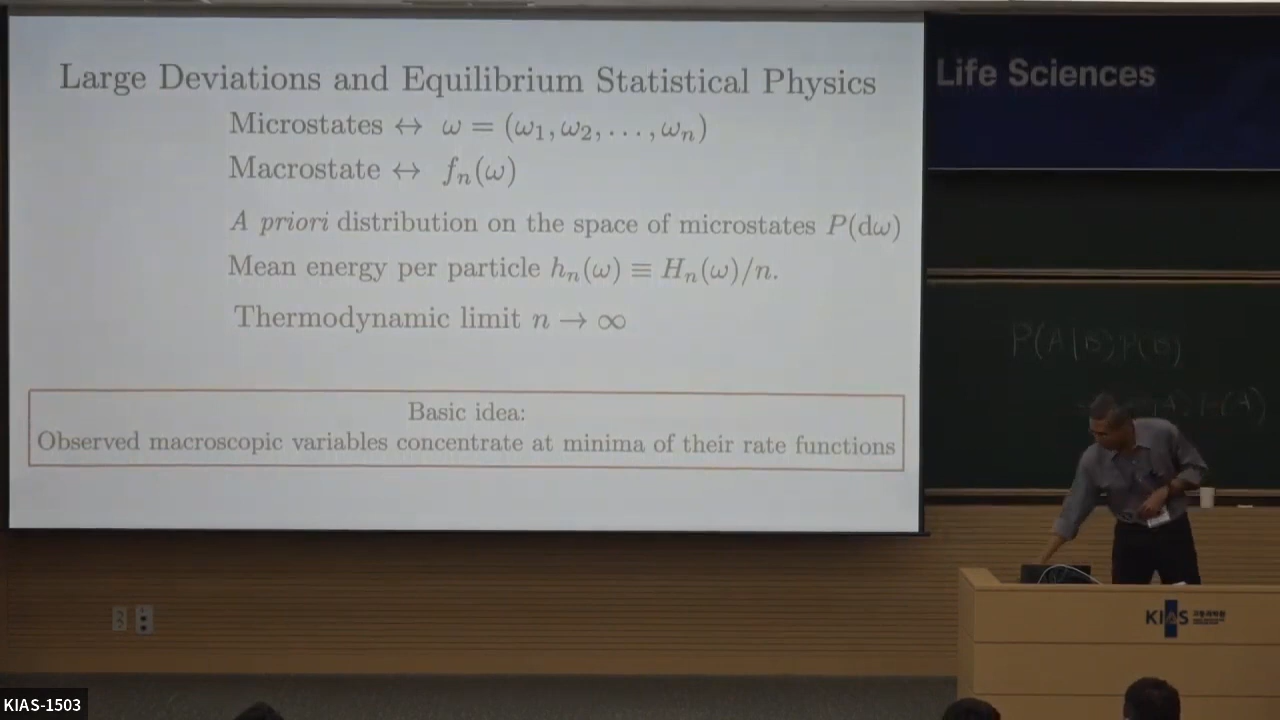 Large Deviations and Equilibrium Statistical Physics
Microstates ↔ ω = (ω₁, ω₂, . . . , ωₙ)
Macrostate ↔ fₙ(ω)
A priori distribution on the space of microstates P(dω)
Mean energy per particle hₙ(ω) ≡ Hₙ(ω)/n.
Thermodynamic limit n → ∞
Basic idea:
Observed macroscopic variables concentrate at minima of their rate functions
Life Sciences
P(A|B) P(B)
KIAS
KIAS-1503